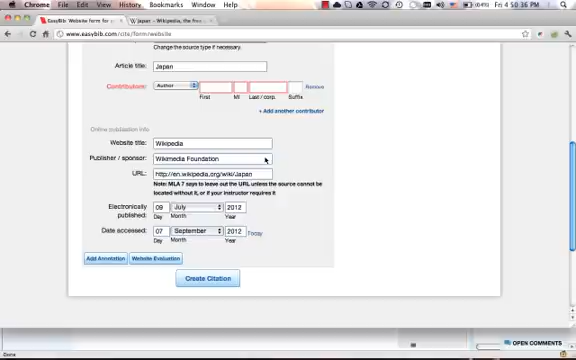 Chrome File Edit View History Bookmarks Window Help
Fri 4:50:36 PM
EasyBib: Website form for
Japan - Wikipedia, the free
www.easybib.com/cite/form/website
Change the source type if necessary.
Article title: Japan
Contributors: Author Remove
First MI Last / corp. Suffix
+ Add another contributor
Online publication info
Website title: Wikipedia
Publisher / sponsor: Wikimedia Foundation
URL: http://en.wikipedia.org/wiki/Japan
Note: MLA 7 says to leave out the URL unless the source cannot be
located without it, or if your instructor requires it
Electronically
published: 09 July 2012
Day Month Year
Date accessed: 07 September 2012 Today
Day Month Year
Add Annotation Website Evaluation
Create Citation
Done
OPEN COMMENTS